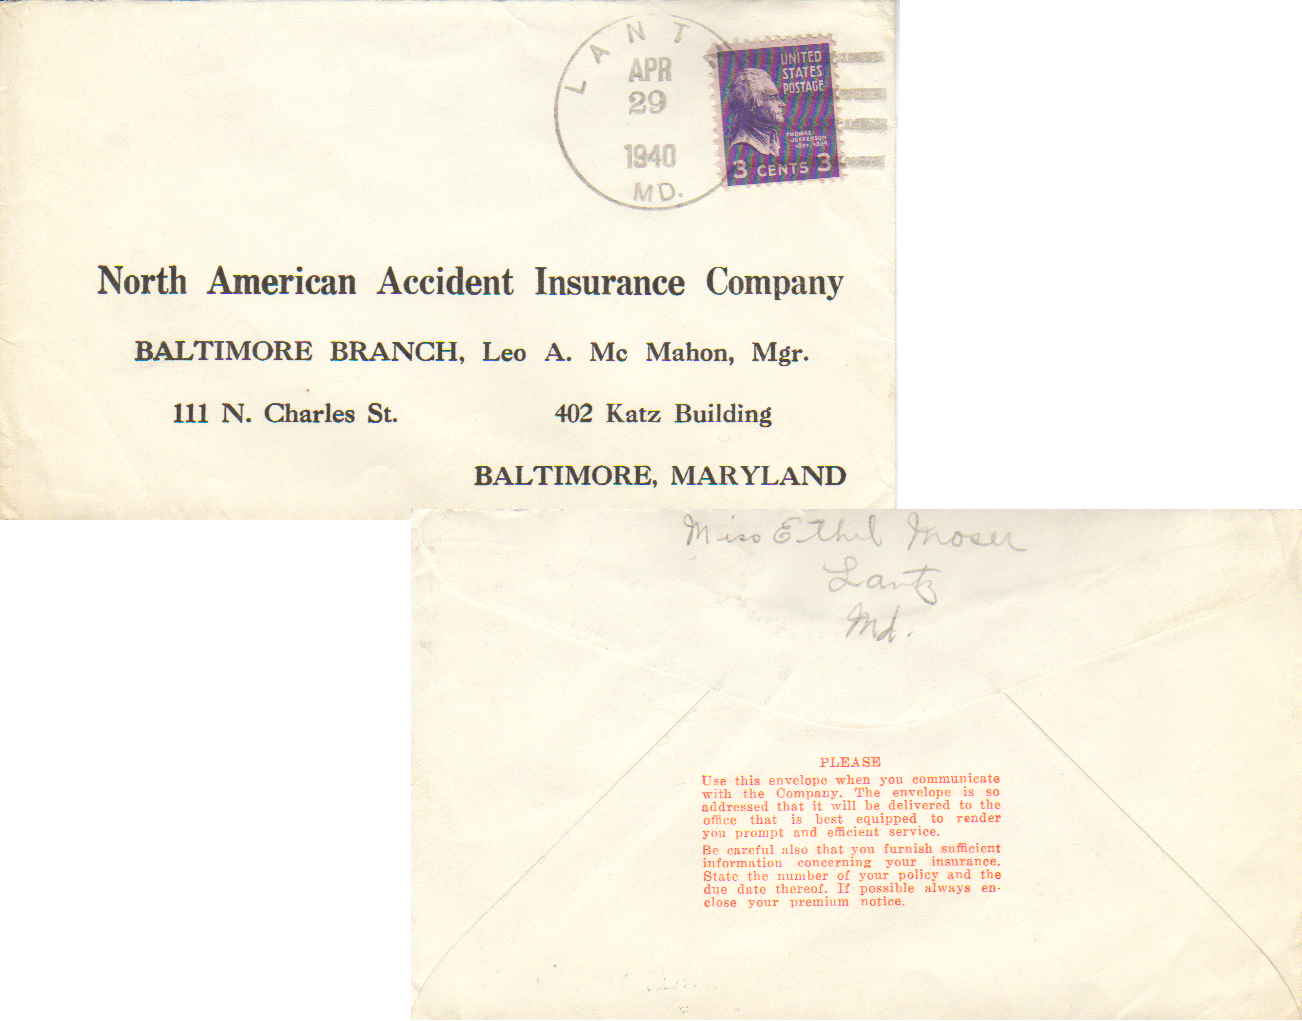 LANTZ
APR
29
1940
MD.
UNITED
STATES
POSTAGE
THOMAS
JEFFERSON
3 CENTS 3
North American Accident Insurance Company
BALTIMORE BRANCH, Leo A. Mc Mahon, Mgr.
111 N. Charles St. 402 Katz Building
BALTIMORE, MARYLAND
Miss Ethel Moser
Lantz
Md.
PLEASE
Use this envelope when you communicate
with the Company. The envelope is so
addressed that it will be delivered to the
office that is best equipped to render
you prompt and efficient service.
Be careful also that you furnish sufficient
information concerning your insurance.
State the number of your policy and the
due date thereof. If possible always en-
close your premium notice.